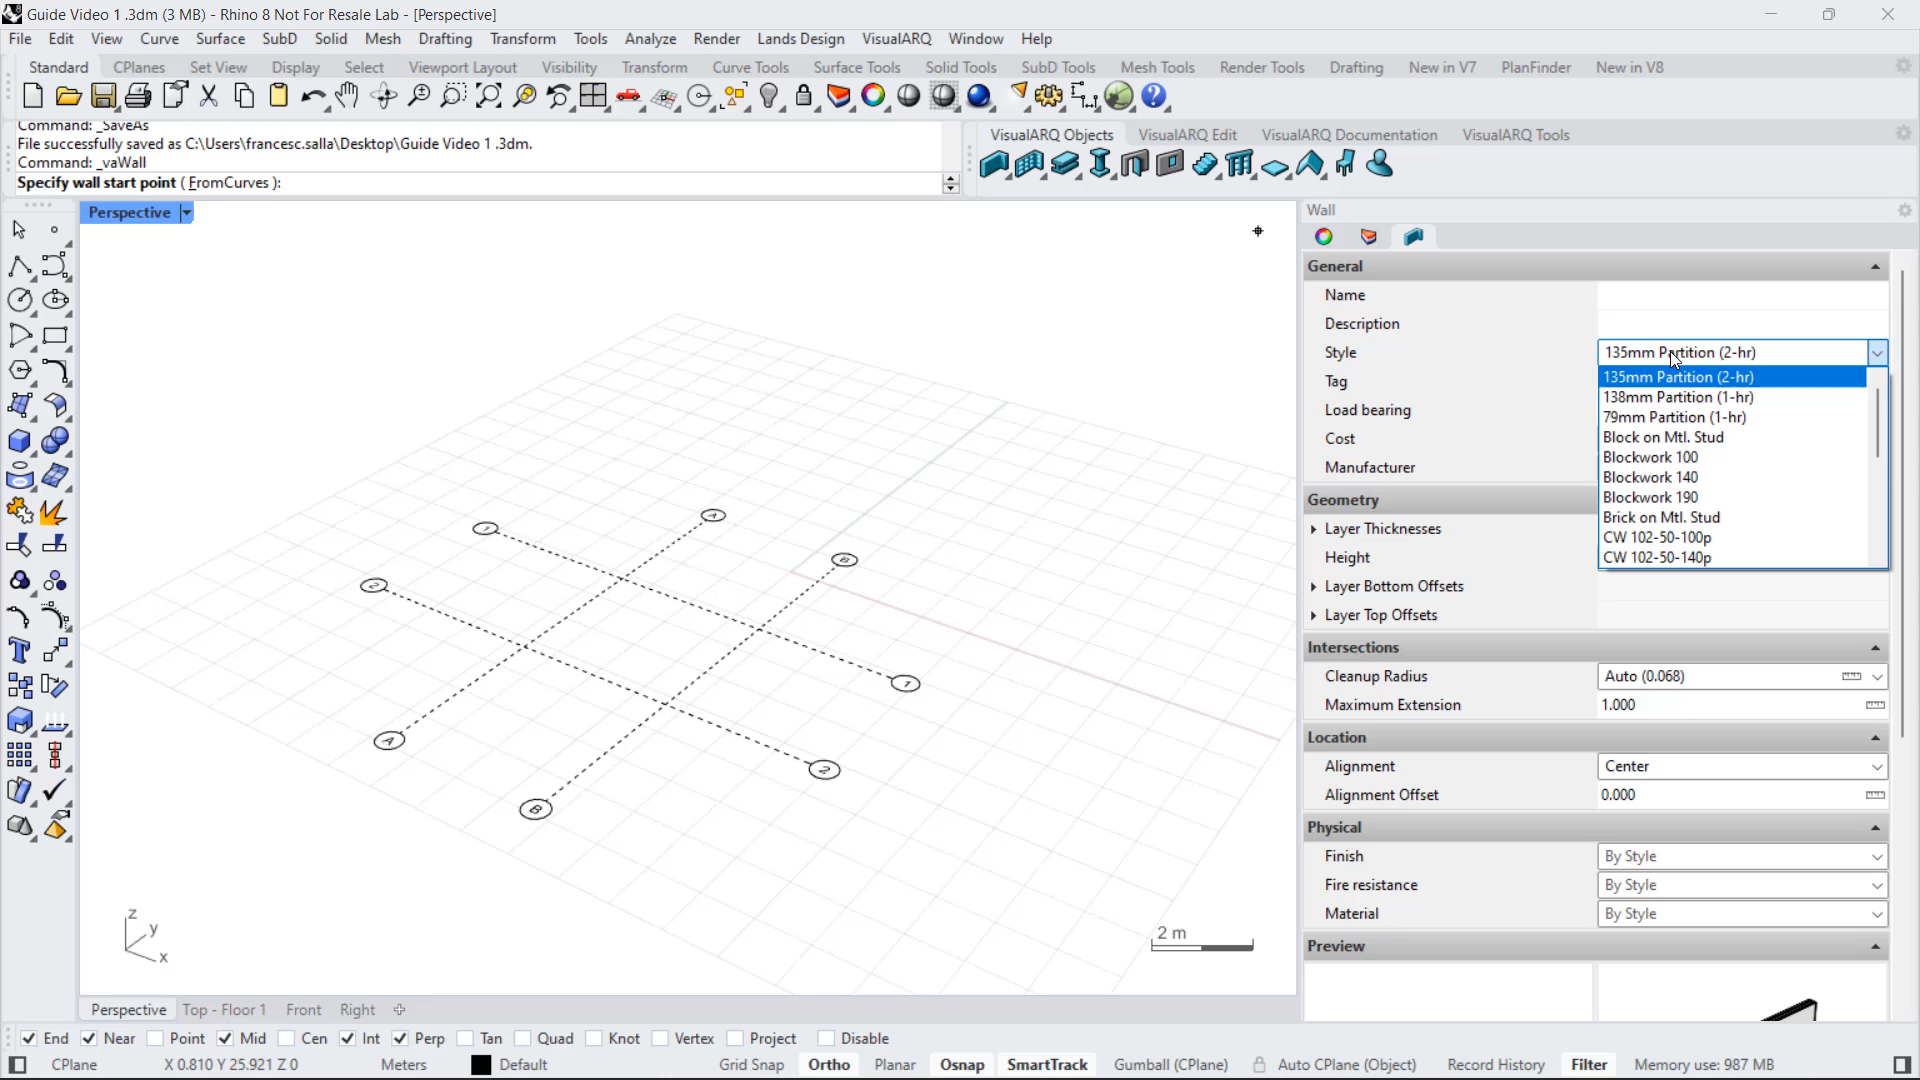 Guide Video 1 .3dm (3 MB) - Rhino 8 Not For Resale Lab - [Perspective]
File Edit View Curve Surface SubD Solid Mesh Drafting Transform Tools Analyze Render Lands Design VisualARQ Window Help
Standard CPlanes Set View Display Select Viewport Layout Visibility Transform Curve Tools Surface Tools Solid Tools SubD Tools Mesh Tools Render Tools Drafting New in V7 PlanFinder New in V8
Command: _SaveAs
File successfully saved as C:\Users\francesc.salla\Desktop\Guide Video 1 .3dm.
Command: _vaWall
Specify wall start point ( FromCurves ):
VisualARQ Objects VisualARQ Edit VisualARQ Documentation VisualARQ Tools
Perspective
Wall
General
Name
Description
Style 135mm Partition (2-hr)
135mm Partition (2-hr)
Tag
138mm Partition (1-hr)
Load bearing
79mm Partition (1-hr)
Cost
Block on Mtl. Stud
Manufacturer
Blockwork 100
Blockwork 140
Geometry
Blockwork 190
Layer Thicknesses
Brick on Mtl. Stud
CW 102-50-100p
Height
CW 102-50-140p
Layer Bottom Offsets
Layer Top Offsets
Intersections
Cleanup Radius Auto (0.068)
Maximum Extension 1.000
Location
Alignment Center
Alignment Offset 0.000
Physical
Finish By Style
Fire resistance By Style
Material By Style
Preview
1 A
B
2
1
A
2
B
z
y
x
2 m
Perspective Top - Floor 1 Front Right
End Near Point Mid Cen Int Perp Tan Quad Knot Vertex Project Disable
CPlane X 0.810 Y 25.921 Z 0 Meters Default Grid Snap Ortho Planar Osnap SmartTrack Gumball (CPlane) Auto CPlane (Object) Record History Filter Memory use: 987 MB